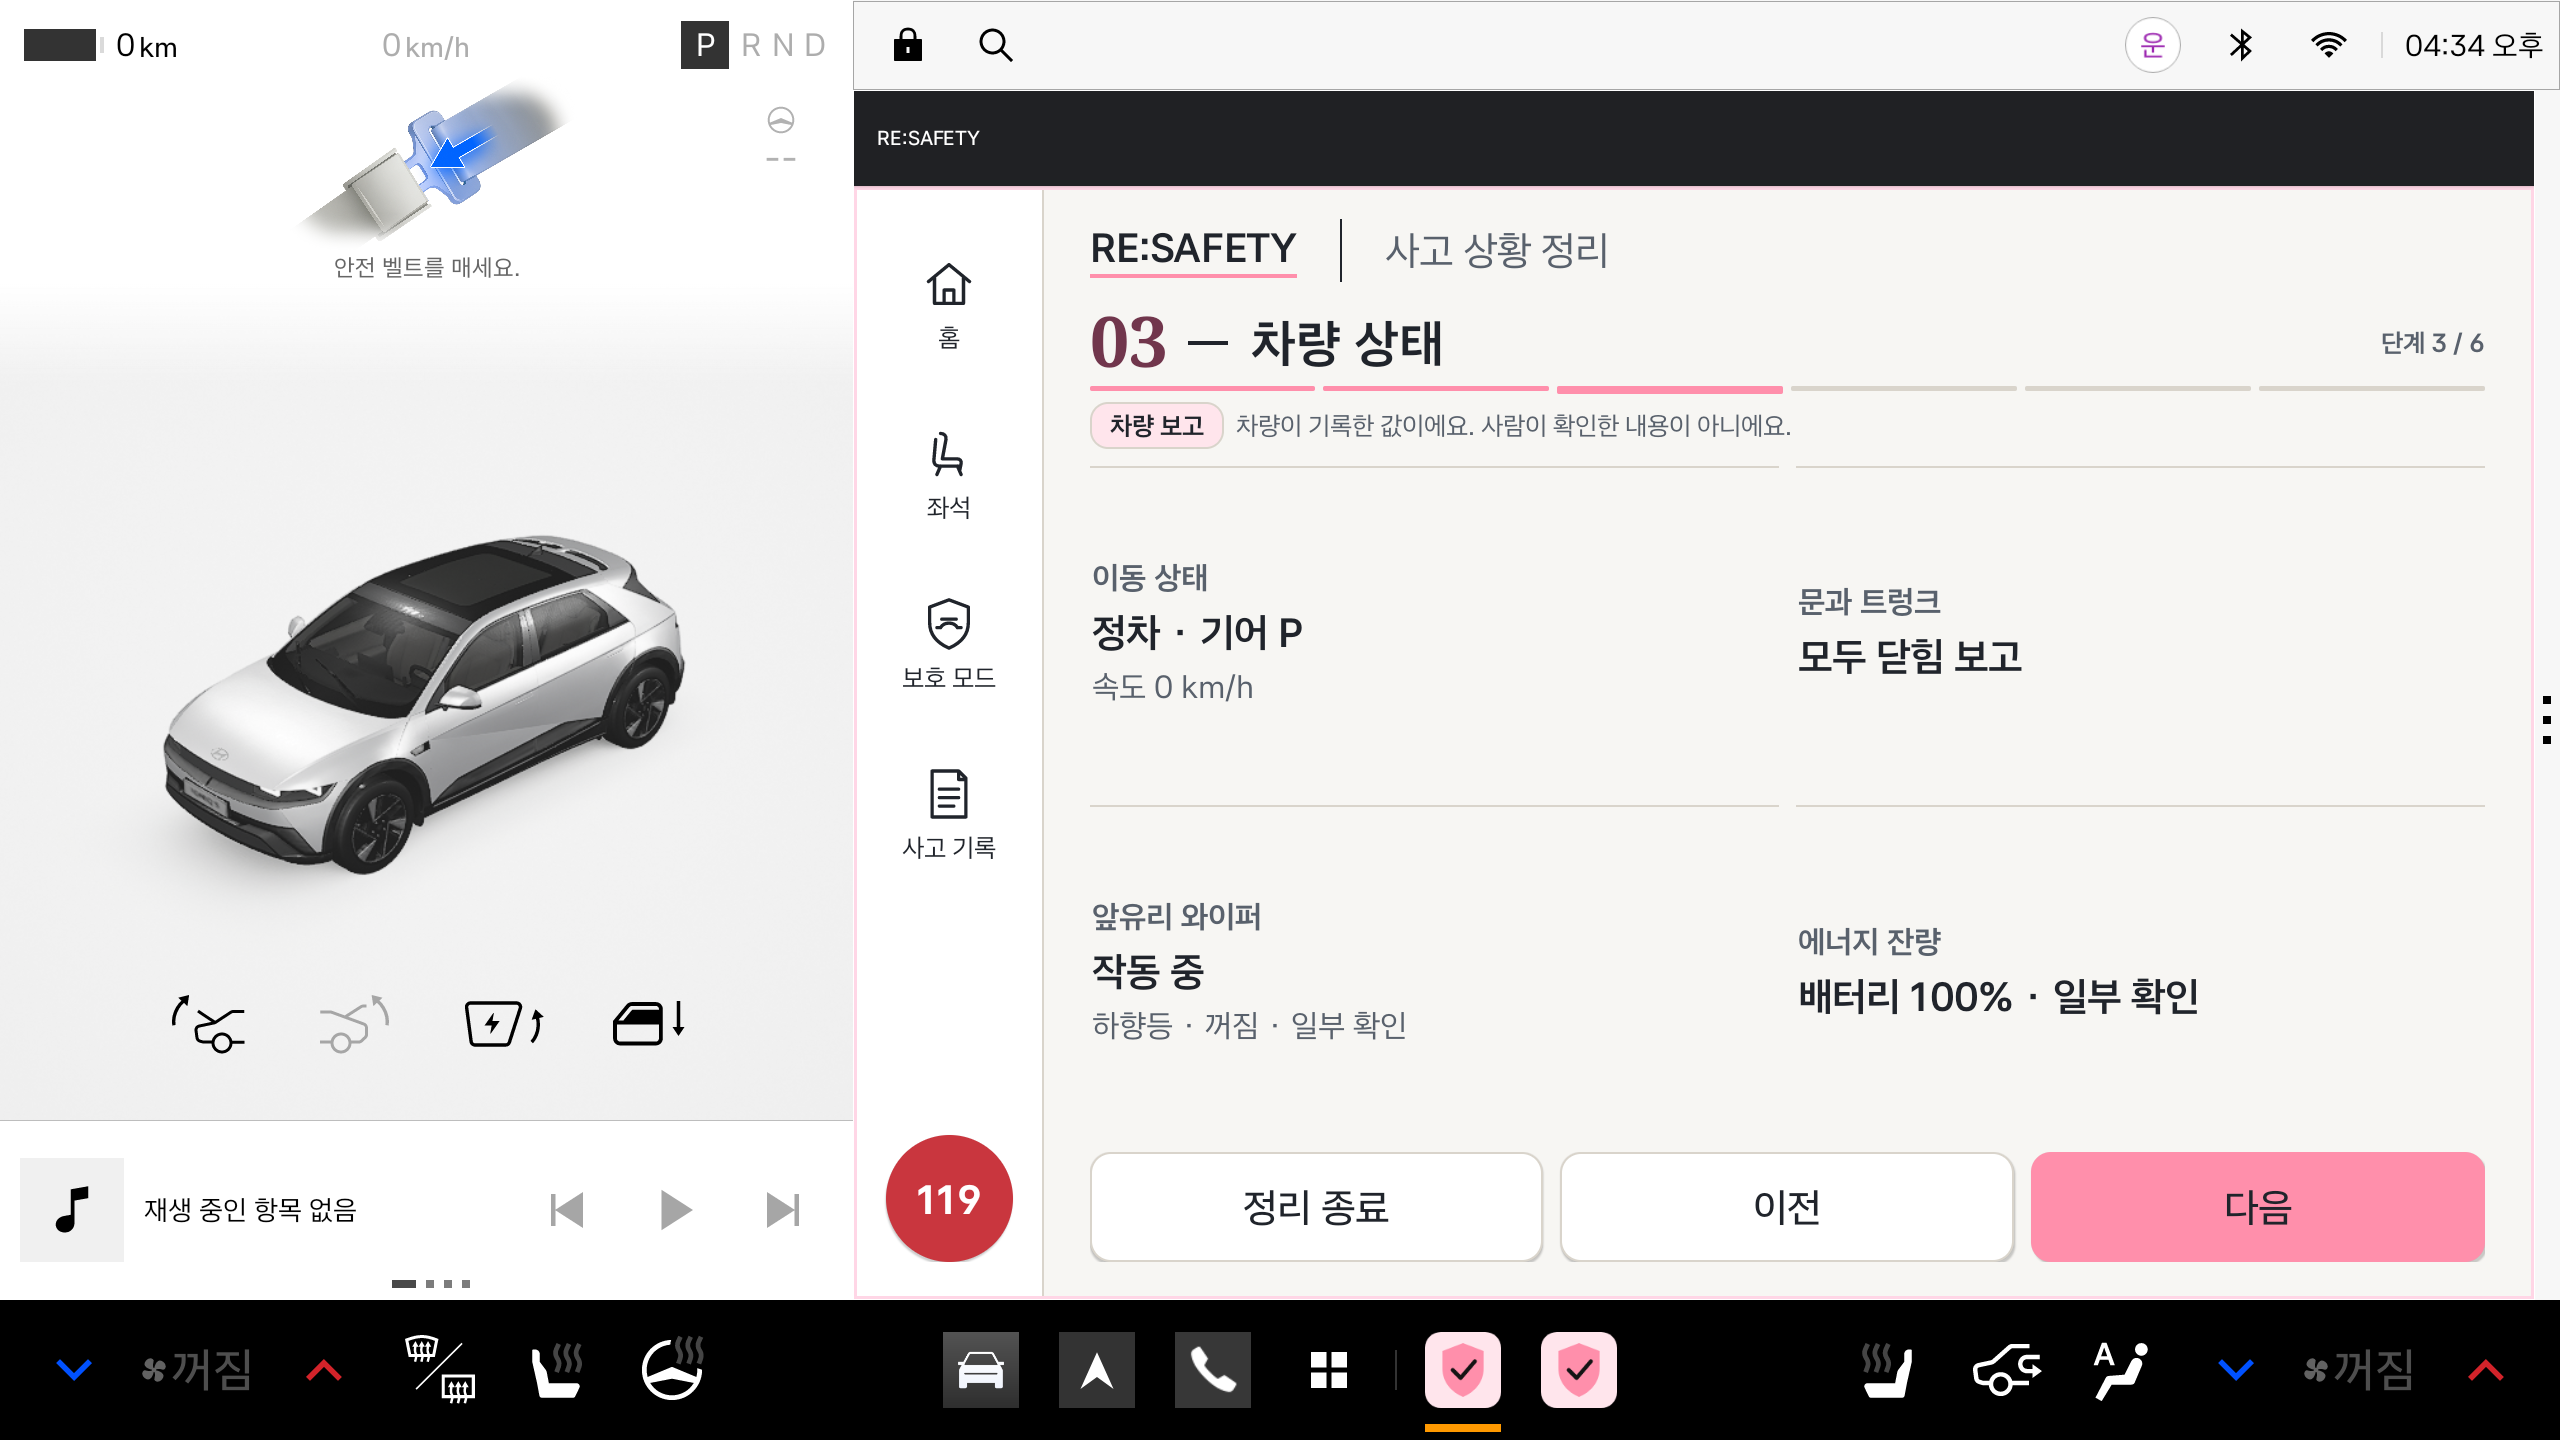 0 km
0 km/h
P R N D
안전 벨트를 매세요.
재생 중인 항목 없음
04:34 오후
운
RE:SAFETY
홈
좌석
보호 모드
사고 기록
119
RE:SAFETY
사고 상황 정리
03 — 차량 상태
단계 3 / 6
차량 보고
차량이 기록한 값이에요. 사람이 확인한 내용이 아니에요.
이동 상태
정차 · 기어 P
속도 0 km/h
문과 트렁크
모두 닫힘 보고
앞유리 와이퍼
작동 중
하향등 · 꺼짐 · 일부 확인
에너지 잔량
배터리 100% · 일부 확인
정리 종료
이전
다음
꺼짐
A
꺼짐